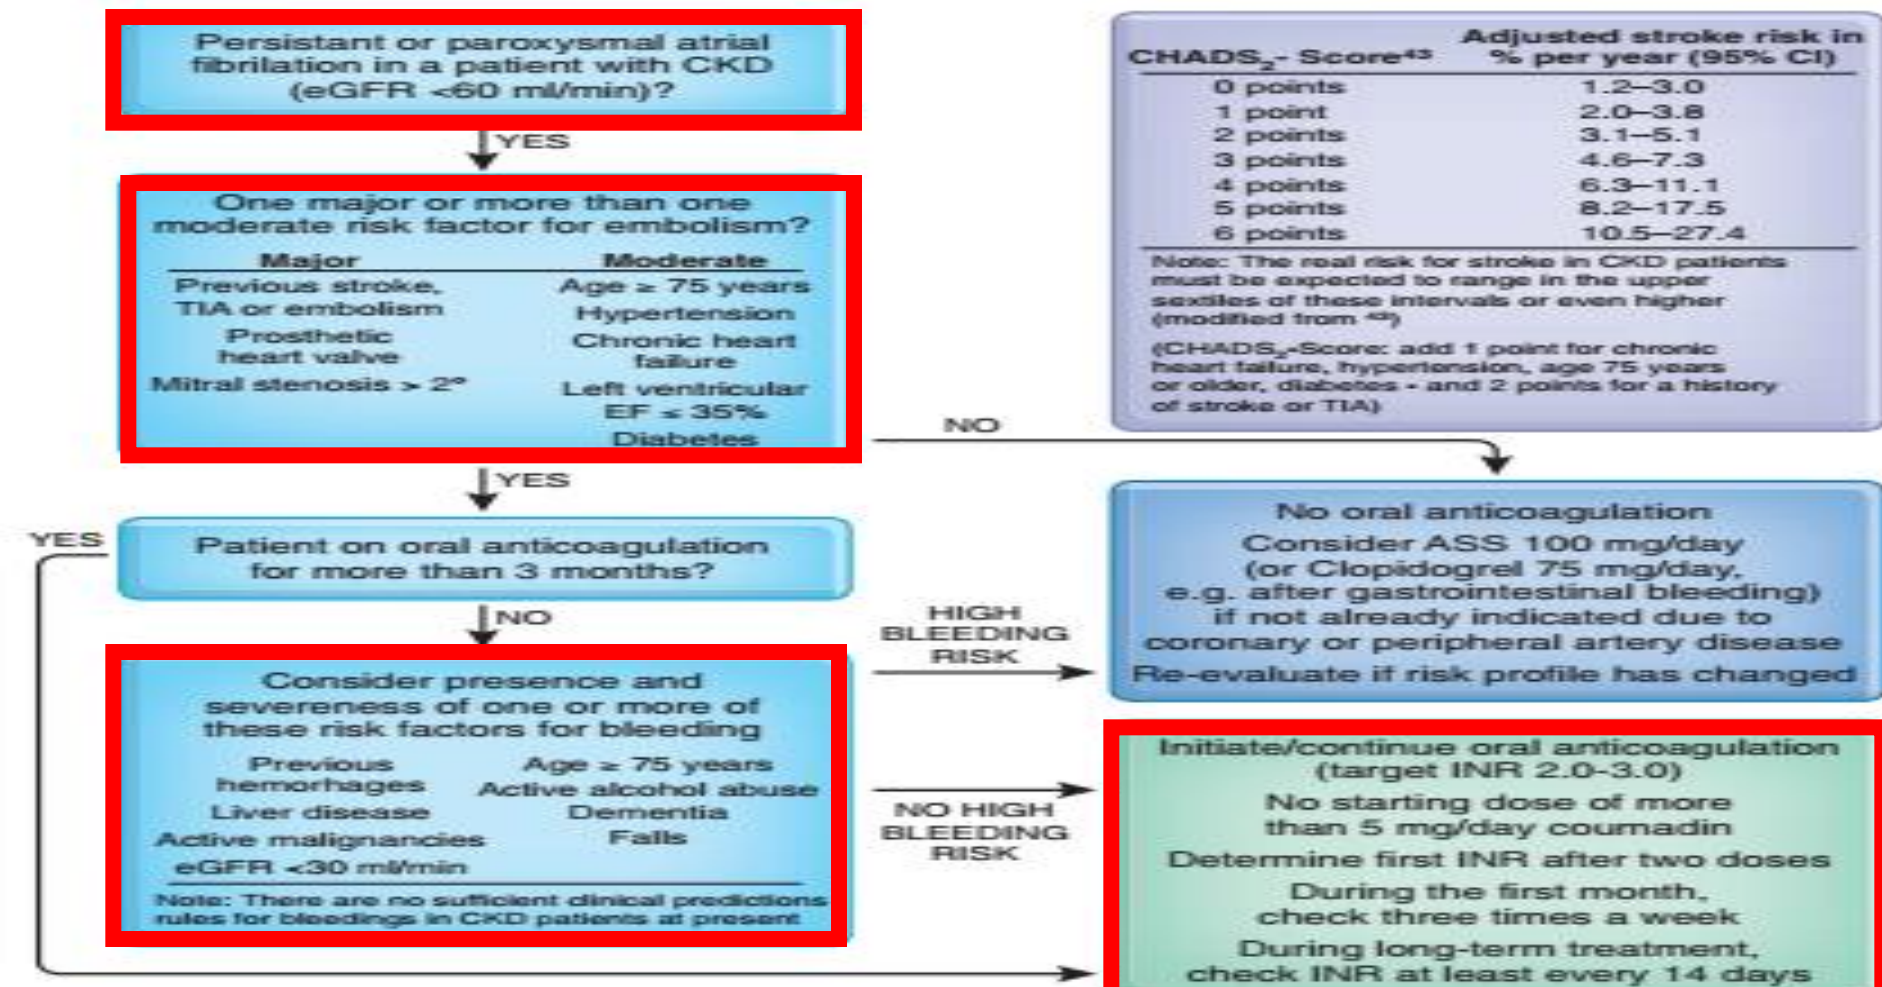 Persistant or paroxysmal atrial
fibrilation in a patient with CKD
(eGFR <60 ml/min)?
YES
One major or more than one
moderate risk factor for embolism?
Major Moderate
Previous stroke, Age ≥ 75 years
TIA or embolism Hypertension
Prosthetic Chronic heart
heart valve failure
Mitral stenosis > 2° Left ventricular
EF ≤ 35%
Diabetes
NO
YES
YES
Patient on oral anticoagulation
for more than 3 months?
NO
Consider presence and
severeness of one or more of
these risk factors for bleeding
Previous Age ≥ 75 years
hemorrhages Active alcohol abuse
Liver disease Dementia
Active malignancies Falls
eGFR <30 ml/min
Note: There are no sufficient clinical predictions
rules for bleedings in CKD patients at present
HIGH
BLEEDING
RISK
NO HIGH
BLEEDING
RISK
CHADS₂- Score⁴³ Adjusted stroke risk in
% per year (95% CI)
0 points 1.2–3.0
1 point 2.0–3.8
2 points 3.1–5.1
3 points 4.6–7.3
4 points 6.3–11.1
5 points 8.2–17.5
6 points 10.5–27.4
Note: The real risk for stroke in CKD patients
must be expected to range in the upper
sextiles of these intervals or even higher
(modified from ⁴³)
(CHADS₂-Score: add 1 point for chronic
heart failure, hypertension, age 75 years
or older, diabetes - and 2 points for a history
of stroke or TIA)
No oral anticoagulation
Consider ASS 100 mg/day
(or Clopidogrel 75 mg/day,
e.g. after gastrointestinal bleeding)
if not already indicated due to
coronary or peripheral artery disease
Re-evaluate if risk profile has changed
Initiate/continue oral anticoagulation
(target INR 2.0-3.0)
No starting dose of more
than 5 mg/day coumadin
Determine first INR after two doses
During the first month,
check three times a week
During long-term treatment,
check INR at least every 14 days